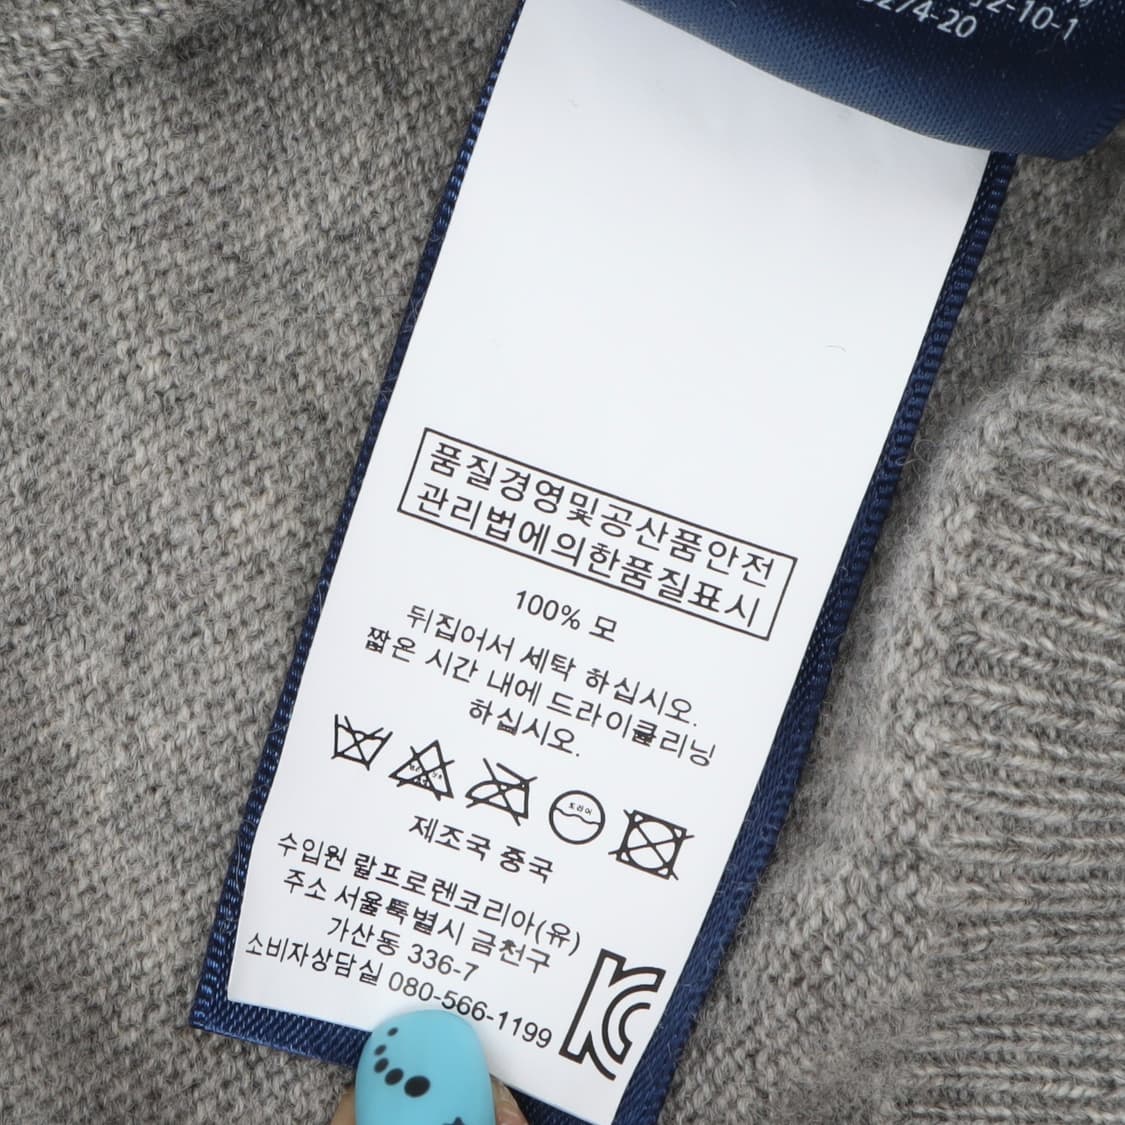 품질경영및공산품안전
관리법에의한품질표시
100% 모
뒤집어서 세탁 하십시오.
짧은 시간 내에 드라이클리닝
하십시오.
드라이
제조국 중국
수입원 랄프로렌코리아(유)
주소 서울특별시 금천구
가산동 336-7
소비자상담실 080-566-1199